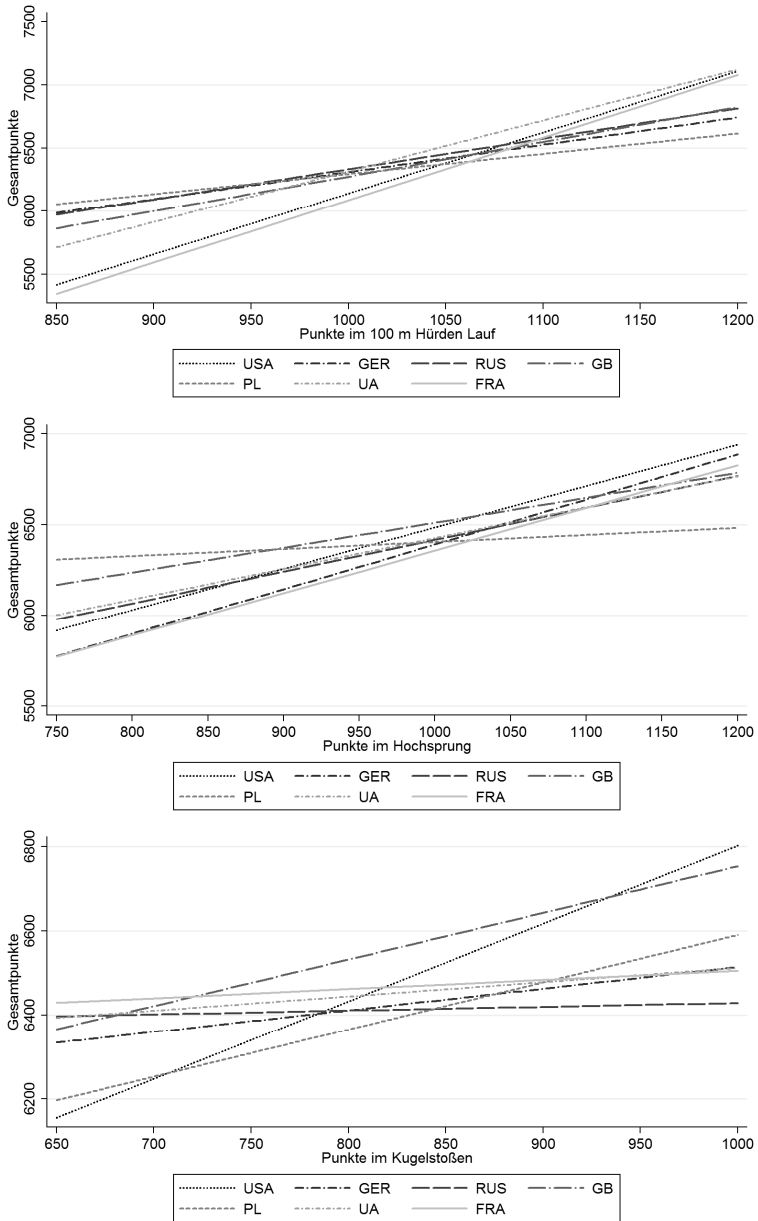 7500
7000
6500
6000
5500
Gesamtpunkte
850 900 950 1000 1050 1100 1150 1200
Punkte im 100 m Hürden Lauf
USA GER RUS GB
PL UA FRA
7000
6500
6000
5500
Gesamtpunkte
750 800 850 900 950 1000 1050 1100 1150 1200
Punkte im Hochsprung
USA GER RUS GB
PL UA FRA
6800
6600
6400
6200
Gesamtpunkte
650 700 750 800 850 900 950 1000
Punkte im Kugelstoßen
USA GER RUS GB
PL UA FRA